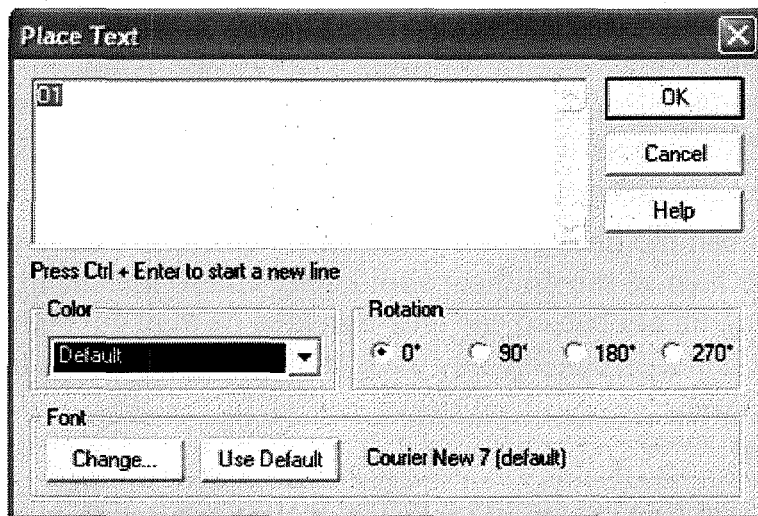 Place Text
01
OK
Cancel
Help
Press Ctrl + Enter to start a new line
Color
Default
Rotation
0°
90°
180°
270°
Font
Change...
Use Default
Courier New 7 (default)